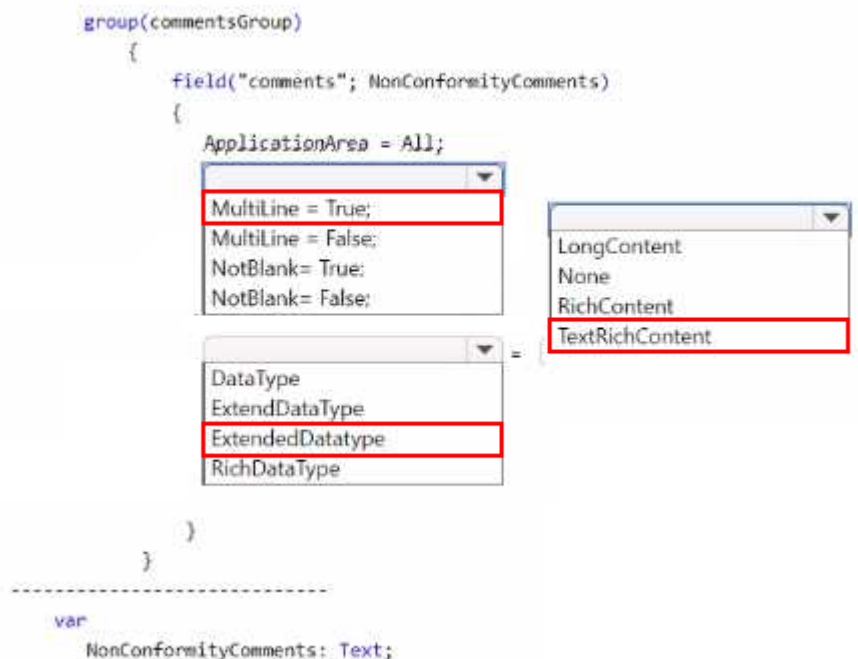 group(commentsGroup)
{
field("comments"; NonConformityComments)
{
ApplicationArea = All;
MultiLine = True;
MultiLine = False;
NotBlank= True;
NotBlank= False;
LongContent
None
RichContent
TextRichContent
=
DataType
ExtendDataType
ExtendedDatatype
RichDataType
}
}
------------------------------
var
NonConformityComments: Text;